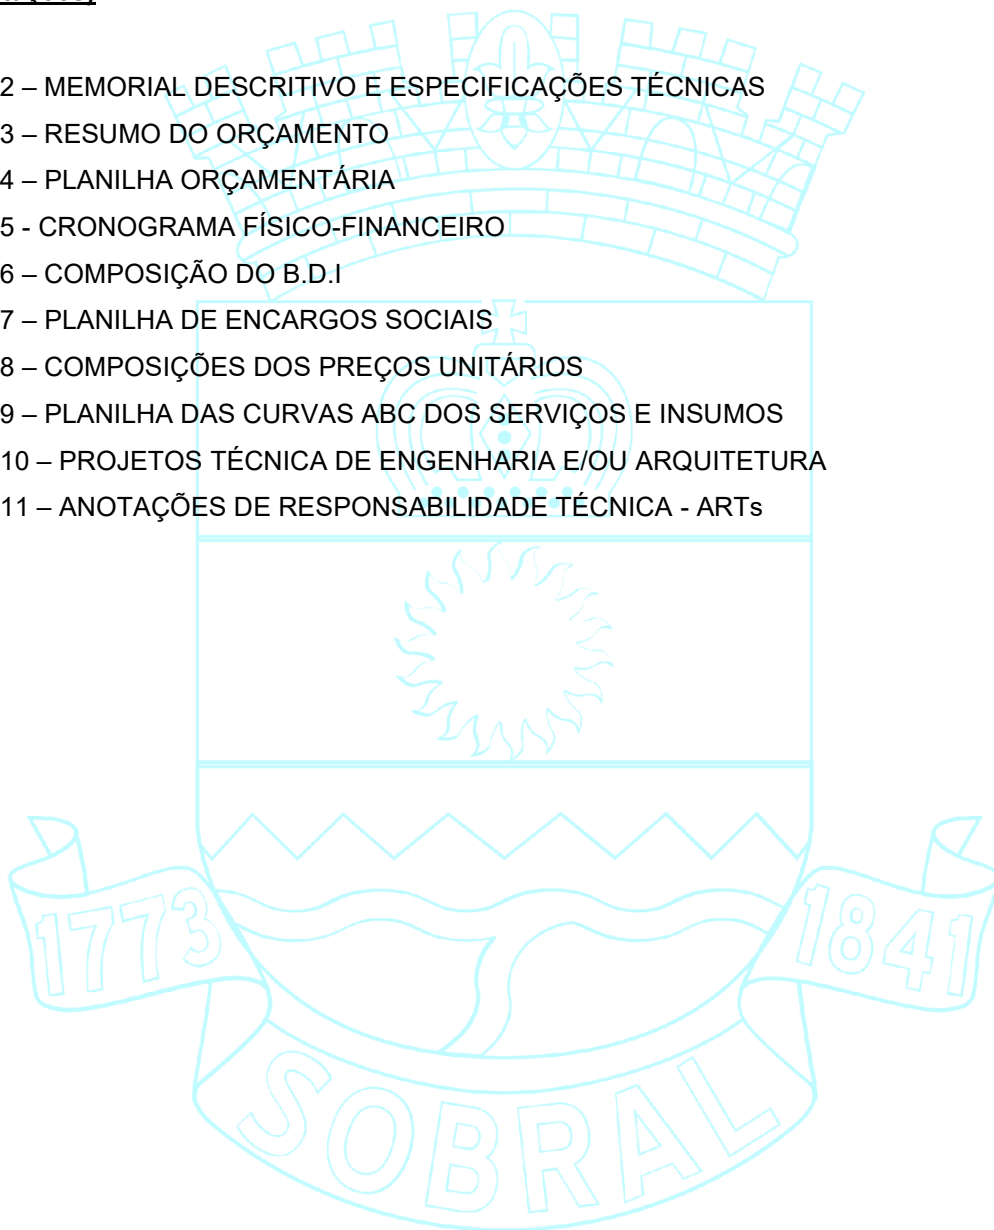 2 – MEMORIAL DESCRITIVO E ESPECIFICAÇÕES TÉCNICAS
3 – RESUMO DO ORÇAMENTO
4 – PLANILHA ORÇAMENTÁRIA
5 - CRONOGRAMA FÍSICO-FINANCEIRO
6 – COMPOSIÇÃO DO B.D.I
7 – PLANILHA DE ENCARGOS SOCIAIS
8 – COMPOSIÇÕES DOS PREÇOS UNITÁRIOS
9 – PLANILHA DAS CURVAS ABC DOS SERVIÇOS E INSUMOS
10 – PROJETOS TÉCNICA DE ENGENHARIA E/OU ARQUITETURA
11 – ANOTAÇÕES DE RESPONSABILIDADE TÉCNICA - ARTs
1773
1841
SOBRAL